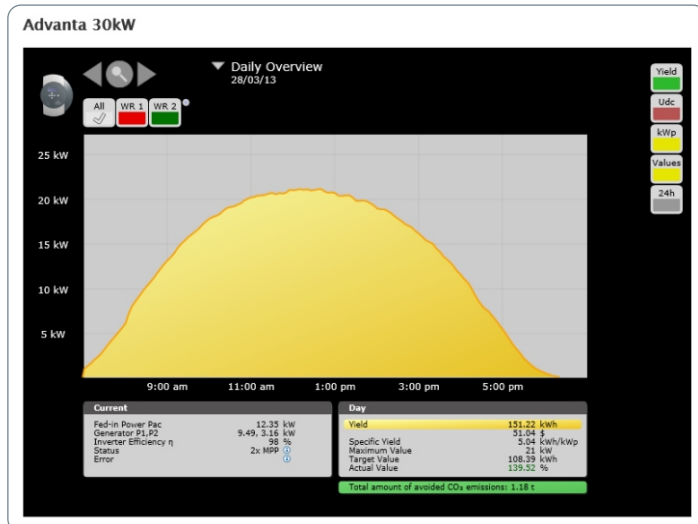 Advanta 30kW
Daily Overview
28/03/13
All WR 1 WR 2
Yield
Udc
kWp
Values
24h
25 kW
20 kW
15 kW
10 kW
5 kW
9:00 am 11:00 am 1:00 pm 3:00 pm 5:00 pm
Current
Fed-in Power Pac 12.35 kW
Generator P1,P2 9.49, 3.16 kW
Inverter Efficiency η 98 %
Status 2x MPP
Error
Day
Yield 151.22 kWh
51.04 $
Specific Yield 5.04 kWh/kWp
Maximum Value 21 kW
Target Value 108.39 kWh
Actual Value 139.52 %
Total amount of avoided CO₂ emissions: 1.18 t